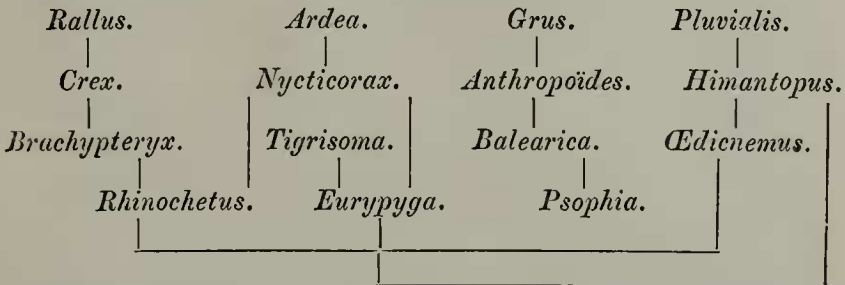 Rallus. Ardea. Grus. Pluvialis.
Crex. Nycticorax. Anthropoïdes. Himantopus.
Brachypteryx. Tigrisoma. Balearica. Œdicnemus.
Rhinochetus. Eurypyga. Psophia.